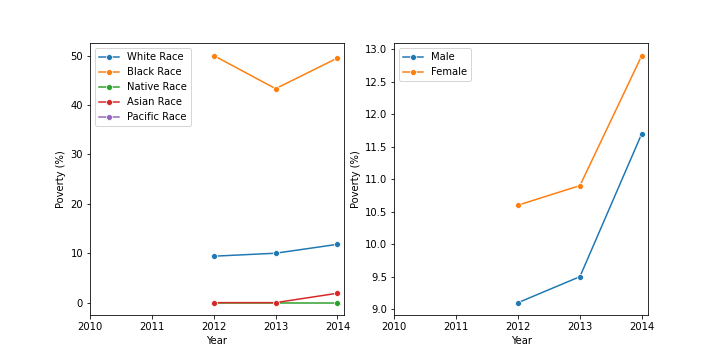 White Race
Black Race
Native Race
Asian Race
Pacific Race
50
40
30
20
10
0
Poverty (%)
2010 2011 2012 2013 2014
Year
Male
Female
13.0
12.5
12.0
11.5
11.0
10.5
10.0
9.5
9.0
Poverty (%)
2010 2011 2012 2013 2014
Year